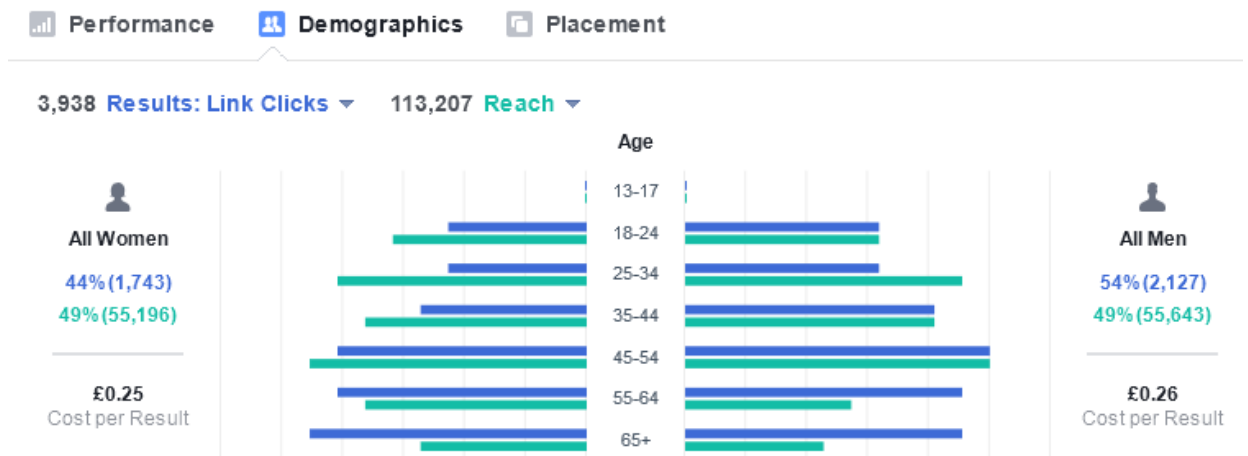 Performance Demographics Placement
3,938 Results: Link Clicks 113,207 Reach
Age
13-17
18-24
25-34
35-44
45-54
55-64
65+
All Women
44% (1,743)
49% (55,196)
£0.25
Cost per Result
All Men
54% (2,127)
49% (55,643)
£0.26
Cost per Result